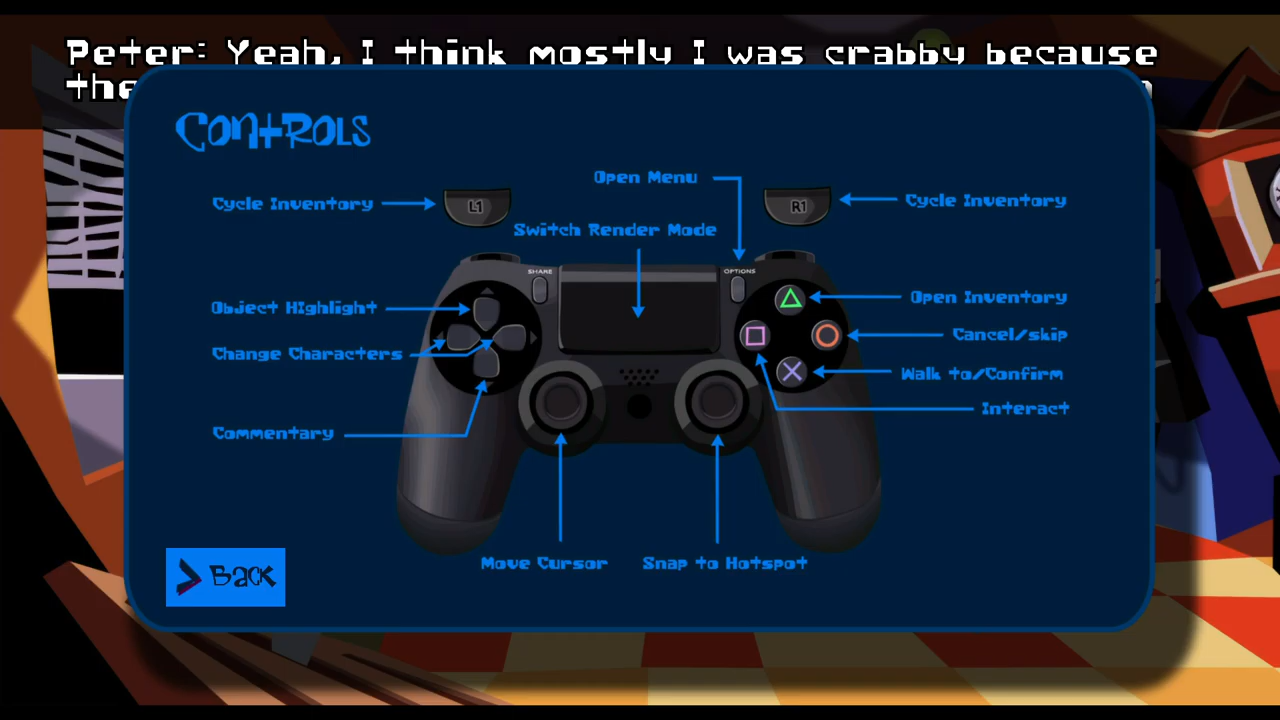 Peter: Yeah, I think mostly I was crabby because
the
Controls
Open Menu
Cycle Inventory
L1
R1
Cycle Inventory
Switch Render Mode
SHARE
OPTIONS
Object Highlight
Open Inventory
Cancel/skip
Change Characters
Walk to/Confirm
Interact
Commentary
Move Cursor
Snap to Hotspot
Back